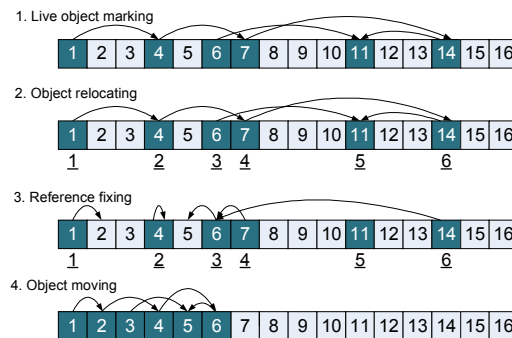 1. Live object marking
1 2 3 4 5 6 7 8 9 10 11 12 13 14 15 16
2. Object relocating
1 2 3 4 5 6 7 8 9 10 11 12 13 14 15 16
1 2 3 4 5 6
3. Reference fixing
1 2 3 4 5 6 7 8 9 10 11 12 13 14 15 16
1 2 3 4 5 6
4. Object moving
1 2 3 4 5 6 7 8 9 10 11 12 13 14 15 16